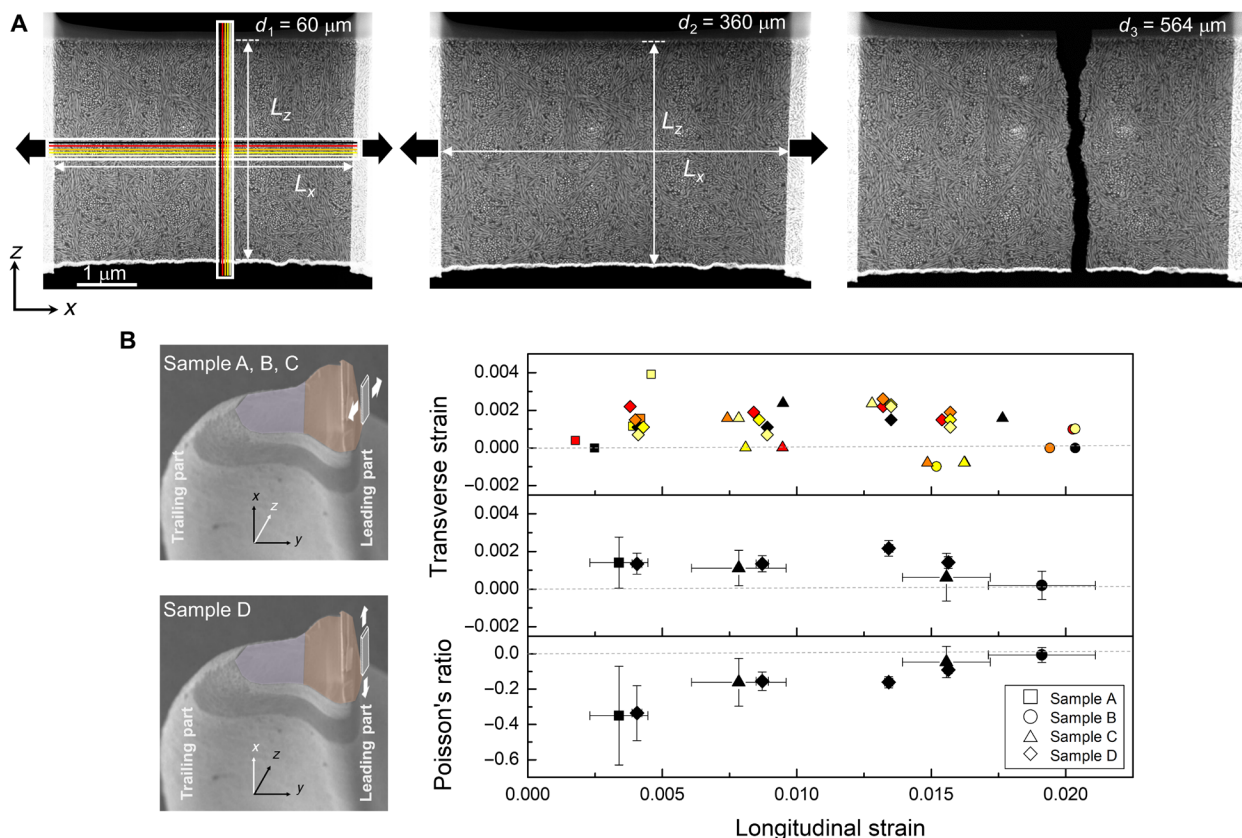 A
d1 = 60 μm
d2 = 360 μm
d3 = 564 μm
Lz
Lx
Lz
Lx
1 μm
z
x
B
Sample A, B, C
Trailing part
Leading part
x
z
y
Sample D
Trailing part
Leading part
x
z
y
Transverse strain
0.004
0.002
0.000
−0.002
0.004
0.002
0.000
−0.002
Poisson's ratio
0.0
−0.2
−0.4
−0.6
Sample A
Sample B
Sample C
Sample D
0.000
0.005
0.010
0.015
0.020
Longitudinal strain